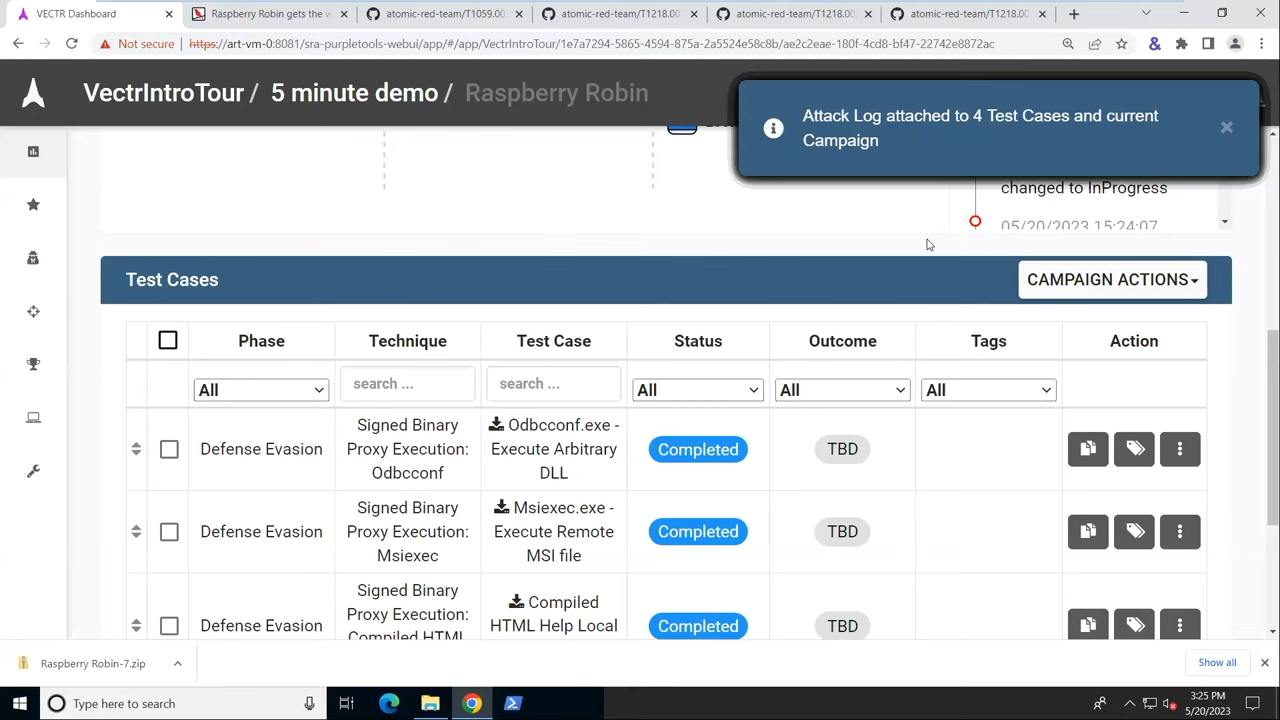 VECTR Dashboard
Raspberry Robin gets the w
atomic-red-team/T1059.00
atomic-red-team/T1218.00
atomic-red-team/T1218.00
atomic-red-team/T1218.00
Not secure
https://art-vm-0:8081/sra-purpletools-webui/app/#/app/VectrIntroTour/1e7a7294-5865-4594-875a-2a5524e58c8b/ae2c2eae-180f-4cd8-bf47-22742e8872ac
VectrIntroTour / 5 minute demo / Raspberry Robin
Attack Log attached to 4 Test Cases and current
Campaign
changed to InProgress
05/20/2023 15:24:07
Test Cases
CAMPAIGN ACTIONS
Phase
Technique
Test Case
Status
Outcome
Tags
Action
All
search ...
search ...
All
All
All
Defense Evasion
Signed Binary
Proxy Execution:
Odbcconf
Odbcconf.exe -
Execute Arbitrary
DLL
Completed
TBD
Defense Evasion
Signed Binary
Proxy Execution:
Msiexec
Msiexec.exe -
Execute Remote
MSI file
Completed
TBD
Defense Evasion
Signed Binary
Proxy Execution:
Compiled HTML
Compiled
HTML Help Local
Completed
TBD
Raspberry Robin-7.zip
Show all
Type here to search
3:25 PM
5/20/2023